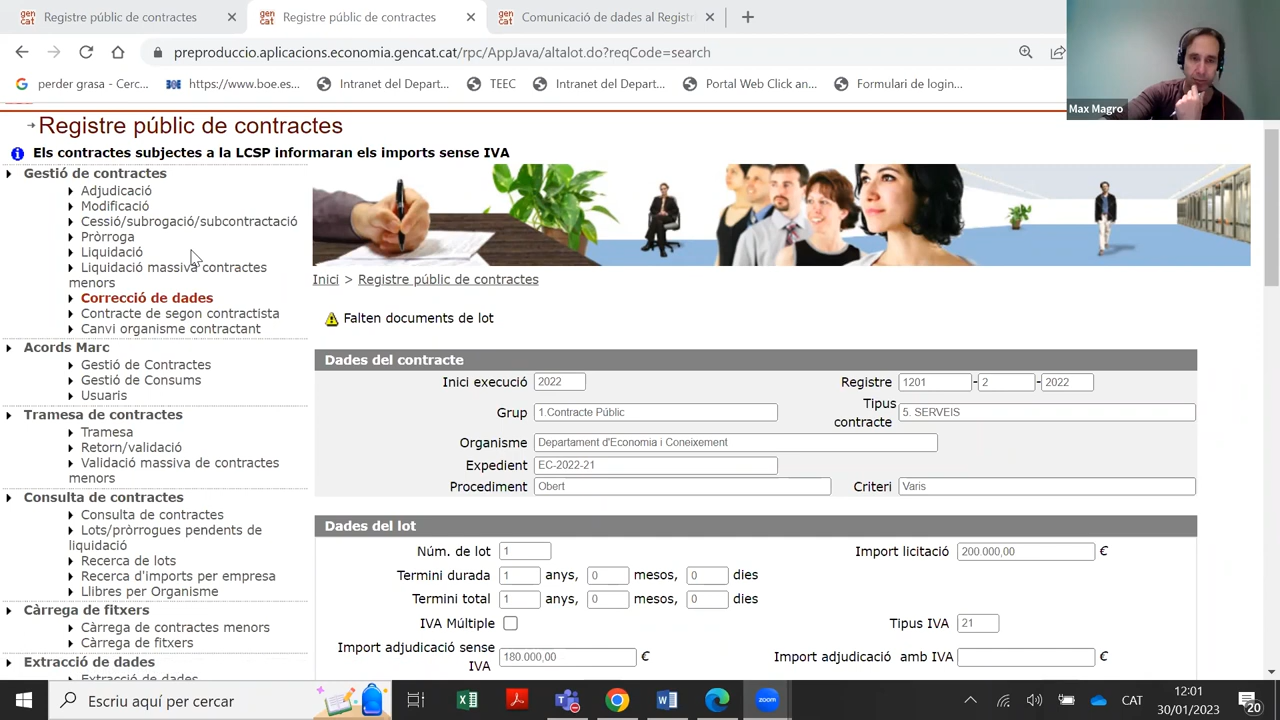 gen
cat
Registre públic de contractes
gen
cat
Registre públic de contractes
gen
cat
Comunicació de dades al Registr
preproduccio.aplicacions.economia.gencat.cat/rpc/AppJava/altalot.do?reqCode=search
perder grasa - Cerc...
https://www.boe.es...
Intranet del Depart...
TEEC
Intranet del Depart...
Portal Web Click an...
Formulari de login...
Max Magro
Registre públic de contractes
Els contractes subjectes a la LCSP informaran els imports sense IVA
Gestió de contractes
Adjudicació
Modificació
Cessió/subrogació/subcontractació
Pròrroga
Liquidació
Liquidació massiva contractes
menors
Correcció de dades
Contracte de segon contractista
Canvi organisme contractant
Acords Marc
Gestió de Contractes
Gestió de Consums
Usuaris
Tramesa de contractes
Tramesa
Retorn/validació
Validació massiva de contractes
menors
Consulta de contractes
Consulta de contractes
Lots/pròrrogues pendents de
liquidació
Recerca de lots
Recerca d'imports per empresa
Llibres per Organisme
Càrrega de fitxers
Càrrega de contractes menors
Càrrega de fitxers
Extracció de dades
Extracció de dades
Inici > Registre públic de contractes
Falten documents de lot
Dades del contracte
Inici execució 2022 Registre 1201 - 2 - 2022
Grup 1.Contracte Públic Tipus
contracte 5. SERVEIS
Organisme Departament d'Economia i Coneixement
Expedient EC-2022-21
Procediment Obert Criteri Varis
Dades del lot
Núm. de lot 1 Import licitació 200.000,00 €
Termini durada 1 anys, 0 mesos, 0 dies
Termini total 1 anys, 0 mesos, 0 dies
IVA Múltiple Tipus IVA 21
Import adjudicació sense
IVA 180.000,00 € Import adjudicació amb IVA €
Escriu aquí per cercar
CAT
12:01
30/01/2023
20